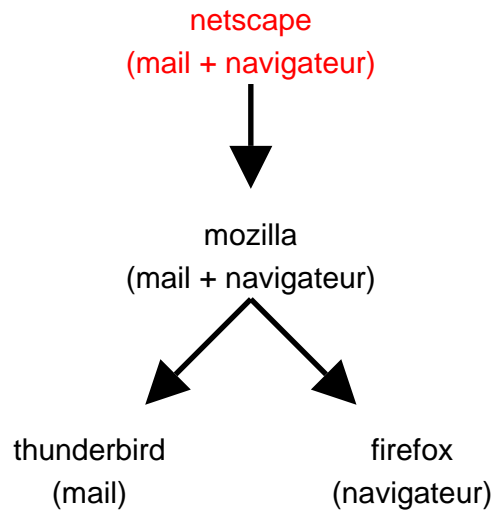 netscape
(mail + navigateur)
mozilla
(mail + navigateur)
thunderbird
(mail)
firefox
(navigateur)